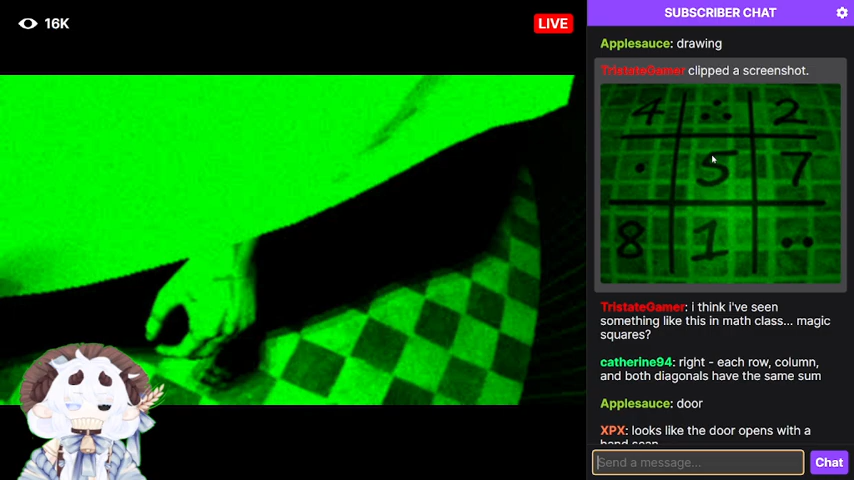 16K
LIVE
SUBSCRIBER CHAT
Applesauce: drawing
TristateGamer clipped a screenshot.
4 2
5 7
8 1
TristateGamer: i think i've seen
something like this in math class... magic
squares?
catherine94: right - each row, column,
and both diagonals have the same sum
Applesauce: door
XPX: looks like the door opens with a
hand scan
Send a message...
Chat